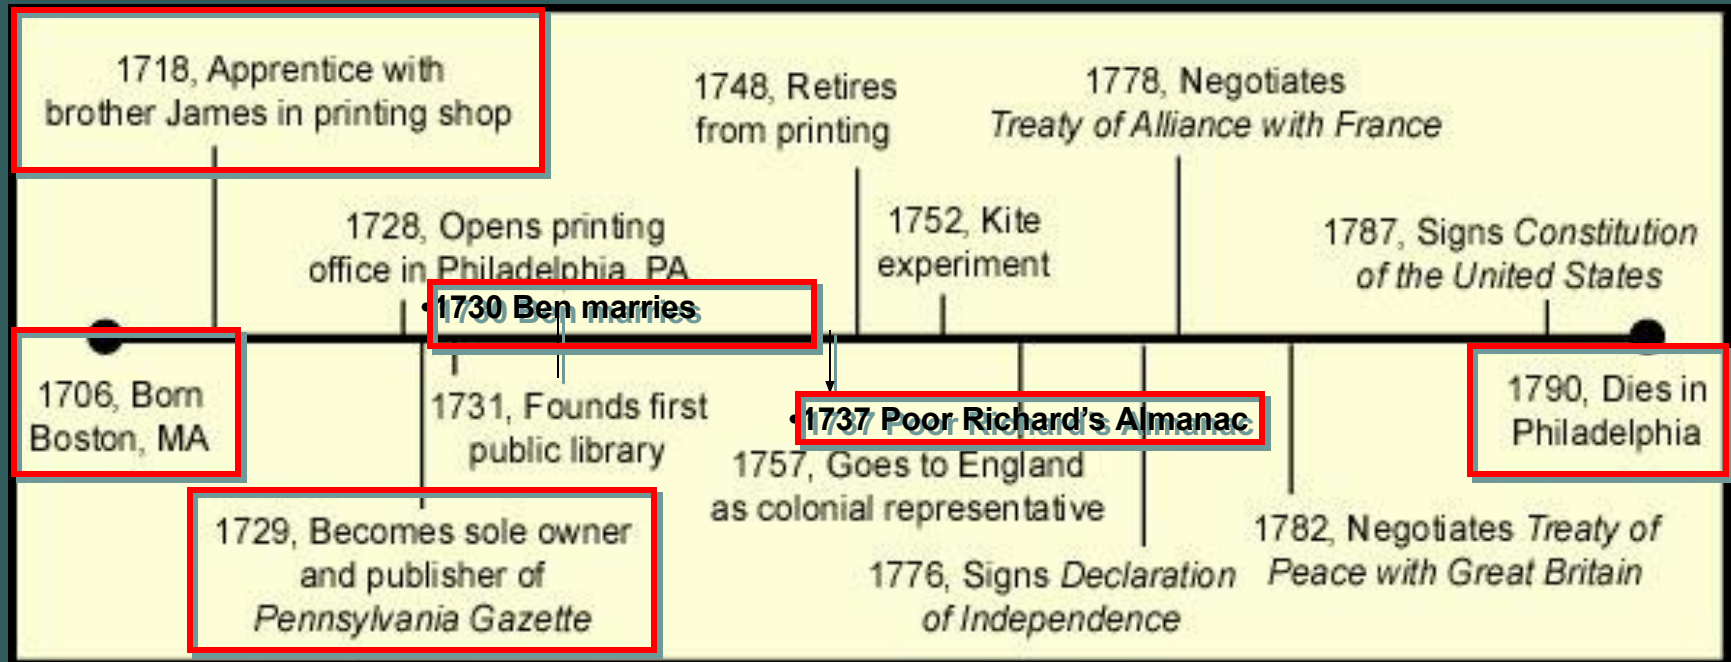 1718, Apprentice with
brother James in printing shop
1748, Retires
from printing
1778, Negotiates
Treaty of Alliance with France
1728, Opens printing
office in Philadelphia, PA
1752, Kite
experiment
1787, Signs Constitution
of the United States
•1730 Ben marries
1706, Born
Boston, MA
1731, Founds first
public library
•1737 Poor Richard’s Almanac
1790, Dies in
Philadelphia
1757, Goes to England
as colonial representative
1729, Becomes sole owner
and publisher of
Pennsylvania Gazette
1776, Signs Declaration
of Independence
1782, Negotiates Treaty of
Peace with Great Britain